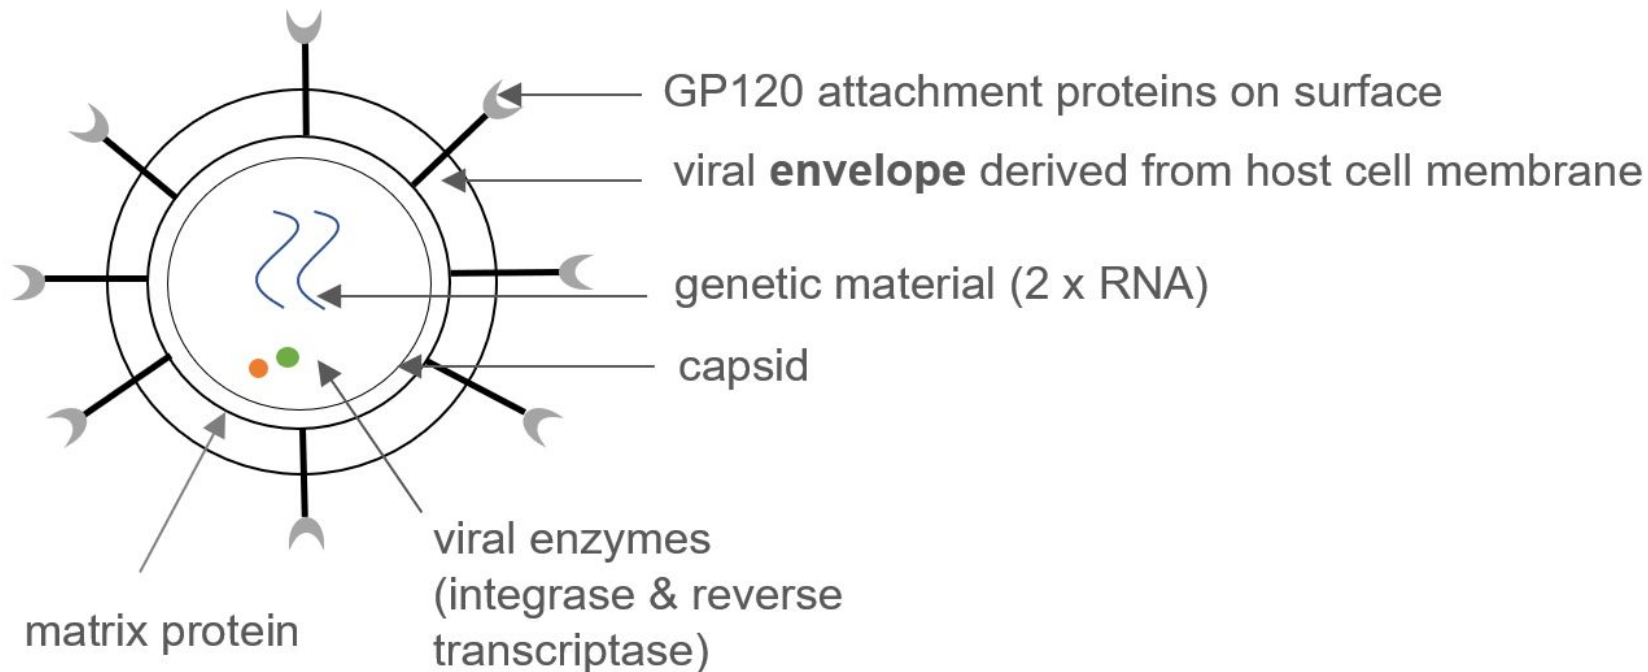 GP120 attachment proteins on surface
viral envelope derived from host cell membrane
genetic material (2 x RNA)
capsid
viral enzymes
(integrase & reverse
transcriptase)
matrix protein